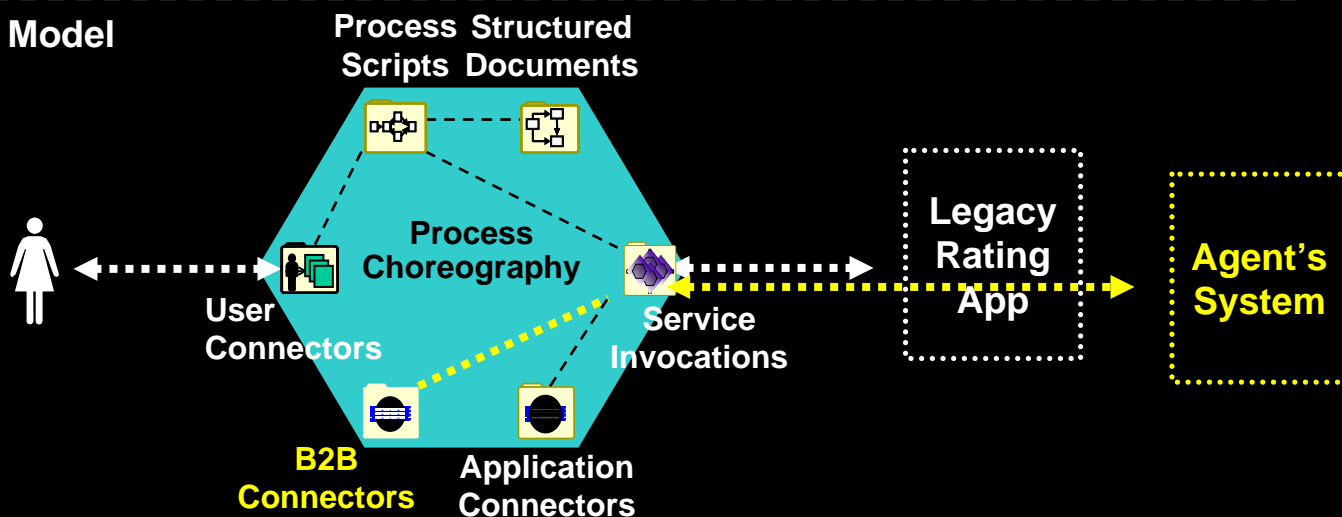 Model
Process
Scripts
Structured
Documents
Process
Choreography
User
Connectors
Service
Invocations
B2B
Connectors
Application
Connectors
Legacy
Rating
App
Agent's
System